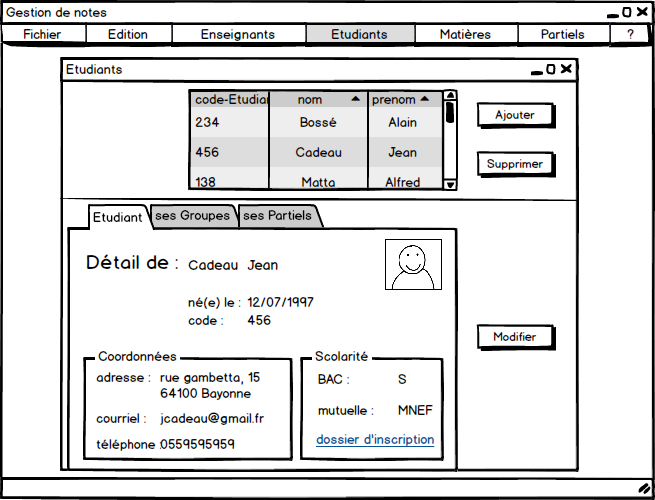 Gestion de notes
Fichier Edition Enseignants Etudiants Matières Partiels ?
Etudiants
code-Etudian nom prenom
234 Bossé Alain
456 Cadeau Jean
138 Matta Alfred
Ajouter
Supprimer
Etudiant ses Groupes ses Partiels
Détail de : Cadeau Jean
né(e) le : 12/07/1997
code : 456
Modifier
Coordonnées
adresse : rue gambetta, 15
64100 Bayonne
courriel : jcadeau@gmail.fr
téléphone :0559595959
Scolarité
BAC : S
mutuelle : MNEF
dossier d'inscription